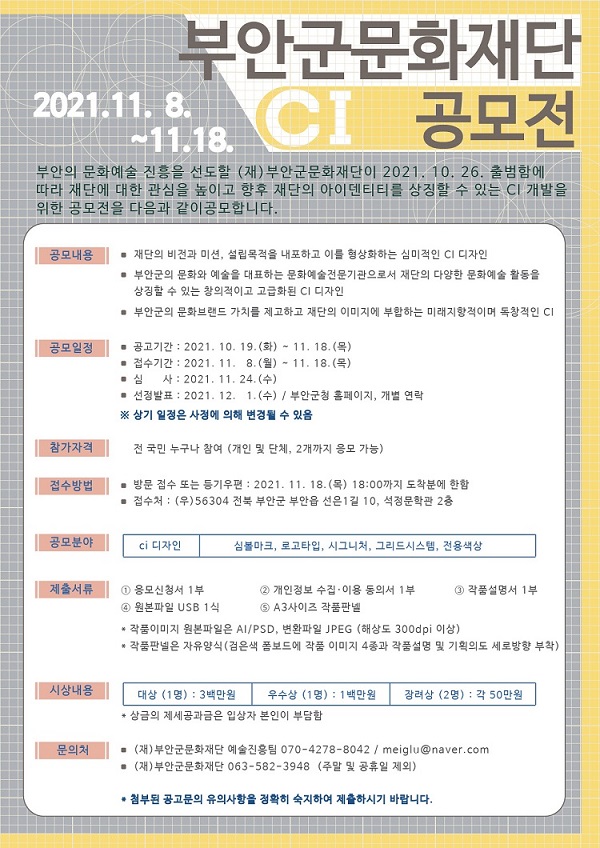 부안군문화재단
2021.11. 8.
~11.18.
CI 공모전
부안의 문화예술 진흥을 선도할 (재)부안군문화재단이 2021. 10. 26. 출범함에
따라 재단에 대한 관심을 높이고 향후 재단의 아이덴티티를 상징할 수 있는 CI 개발을
위한 공모전을 다음과 같이공모합니다.
공모내용
■ 재단의 비전과 미션, 설립목적을 내포하고 이를 형상화하는 심미적인 CI 디자인
■ 부안군의 문화와 예술을 대표하는 문화예술전문기관으로서 재단의 다양한 문화예술 활동을
상징할 수 있는 창의적이고 고급화된 CI 디자인
■ 부안군의 문화브랜드 가치를 제고하고 재단의 이미지에 부합하는 미래지향적이며 독창적인 CI
공모일정
■ 공고기간 : 2021. 10. 19.(화) ~ 11. 18.(목)
■ 접수기간 : 2021. 11. 8.(월) ~ 11. 18.(목)
■ 심 사 : 2021. 11. 24.(수)
■ 선정발표 : 2021. 12. 1.(수) / 부안군청 홈페이지, 개별 연락
※ 상기 일정은 사정에 의해 변경될 수 있음
참가자격
전 국민 누구나 참여 (개인 및 단체, 2개까지 응모 가능)
접수방법
■ 방문 접수 또는 등기우편 : 2021. 11. 18.(목) 18:00까지 도착분에 한함
■ 접수처 : (우)56304 전북 부안군 부안읍 선은1길 10, 석정문학관 2층
공모분야
ci 디자인 심볼마크, 로고타입, 시그니처, 그리드시스템, 전용색상
제출서류
① 응모신청서 1부 ② 개인정보 수집·이용 동의서 1부 ③ 작품설명서 1부
④ 원본파일 USB 1식 ⑤ A3사이즈 작품판넬
* 작품이미지 원본파일은 AI/PSD, 변환파일 JPEG (해상도 300dpi 이상)
* 작품판넬은 자유양식(검은색 폼보드에 작품 이미지 4종과 작품설명 및 기획의도 세로방향 부착)
시상내용
대상 (1명) : 3백만원 우수상 (1명) : 1백만원 장려상 (2명) : 각 50만원
* 상금의 제세공과금은 입상자 본인이 부담함
문의처
■ (재)부안군문화재단 예술진흥팀 070-4278-8042 / meiglu@naver.com
■ (재)부안군문화재단 063-582-3948 (주말 및 공휴일 제외)
* 첨부된 공고문의 유의사항을 정확히 숙지하여 제출하시기 바랍니다.